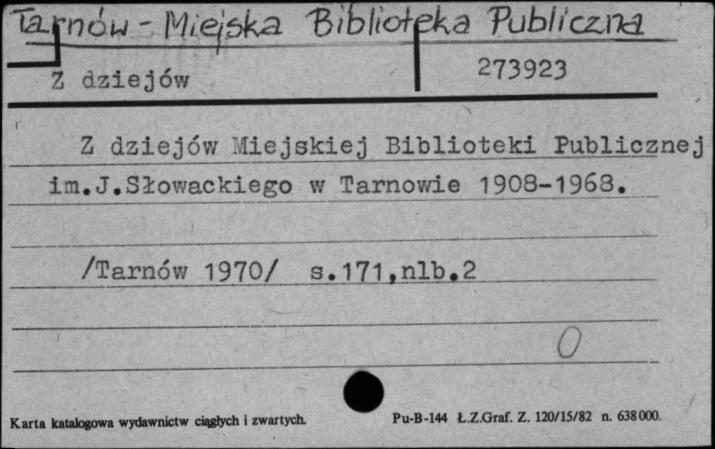 Tarnów - Miejska Biblioteka Publiczna
Z dziejów
273923
Z dziejów Miejskiej Biblioteki Publicznej
im.J.Słowackiego w Tarnowie 1908-1968.
/Tarnów 1970/ s.171,nlb.2
0
Karta katalogowa wydawnictw ciągłych i zwartych.
Pu-B-144 Ł.Z.Graf. Z. 120/15/82 n. 638000.